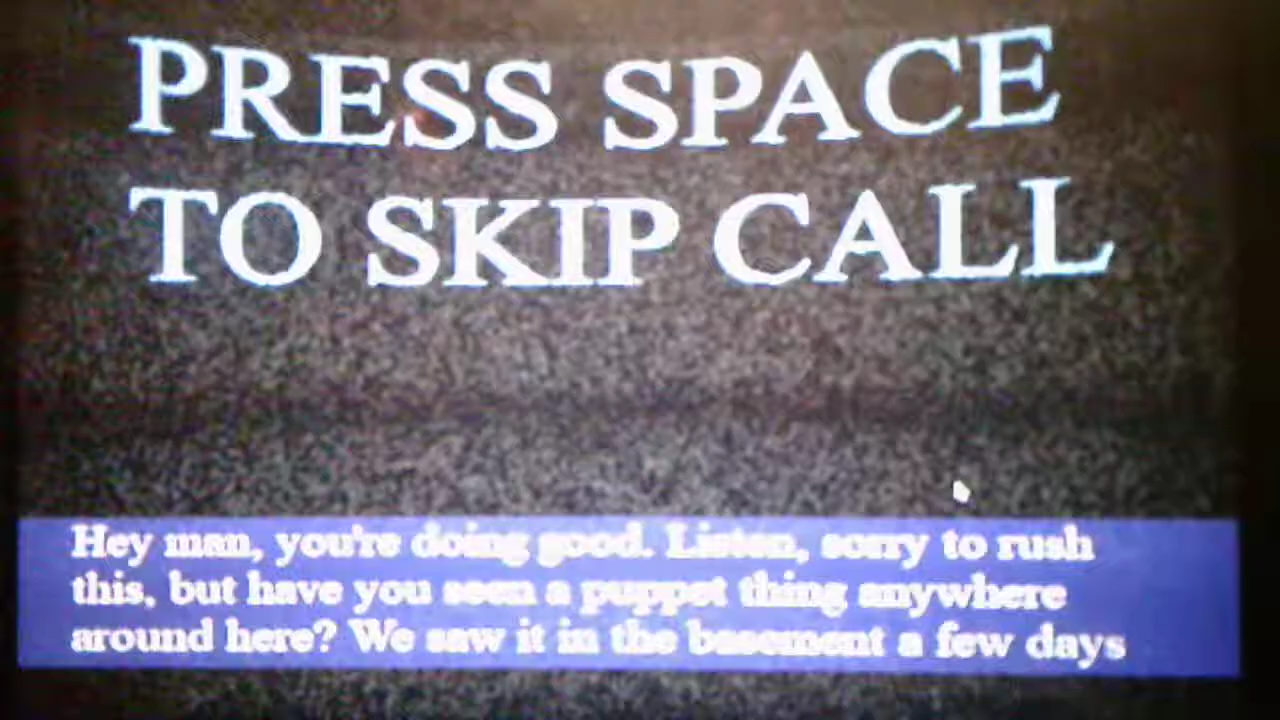 PRESS SPACE
TO SKIP CALL
Hey man, you're doing good. Listen, sorry to rush
this, but have you seen a puppet thing anywhere
around here? We saw it in the basement a few days